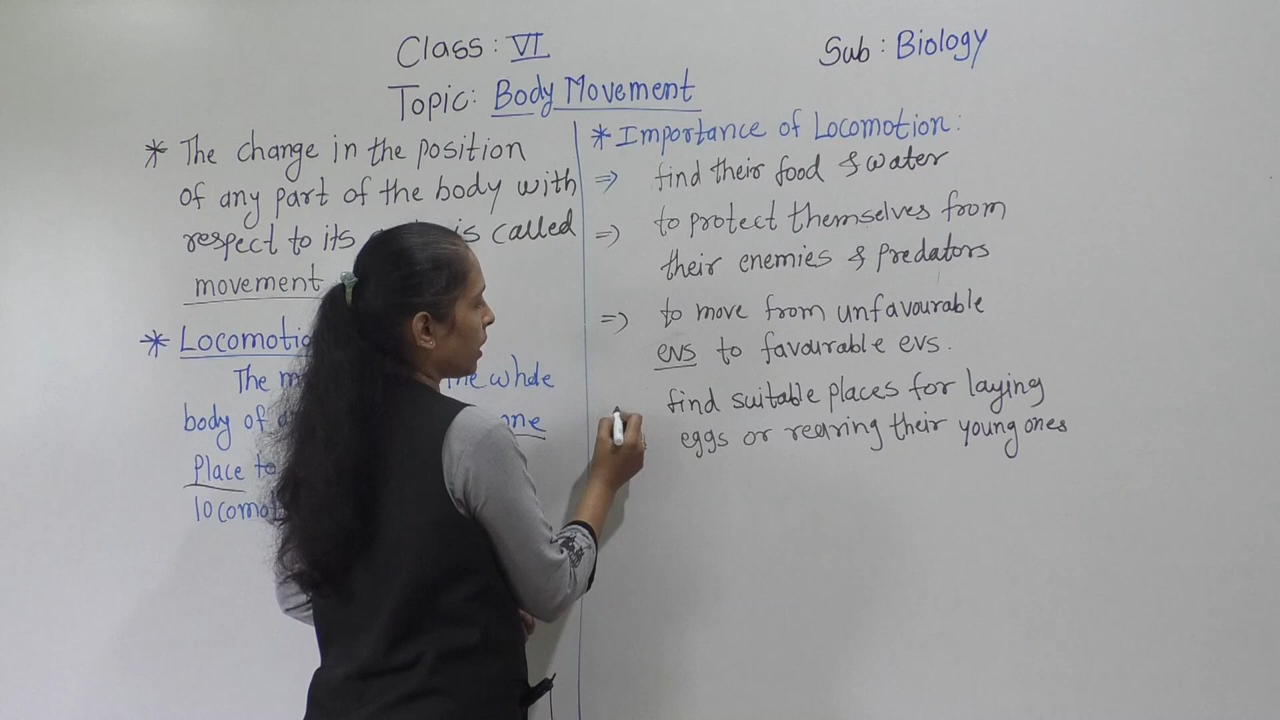 Class: VI
Sub: Biology
Topic: Body Movement
* The change in the position
of any part of the body with
respect to its is called
movement
* Locomotio
The the whole
body of one
Place to
locomot
* Importance of Locomotion:
⇒ find their food & water
⇒ to protect themselves from
their enemies & predators
⇒ to move from unfavourable
evs to favourable evs.
find suitable places for laying
eggs or rearing their young ones